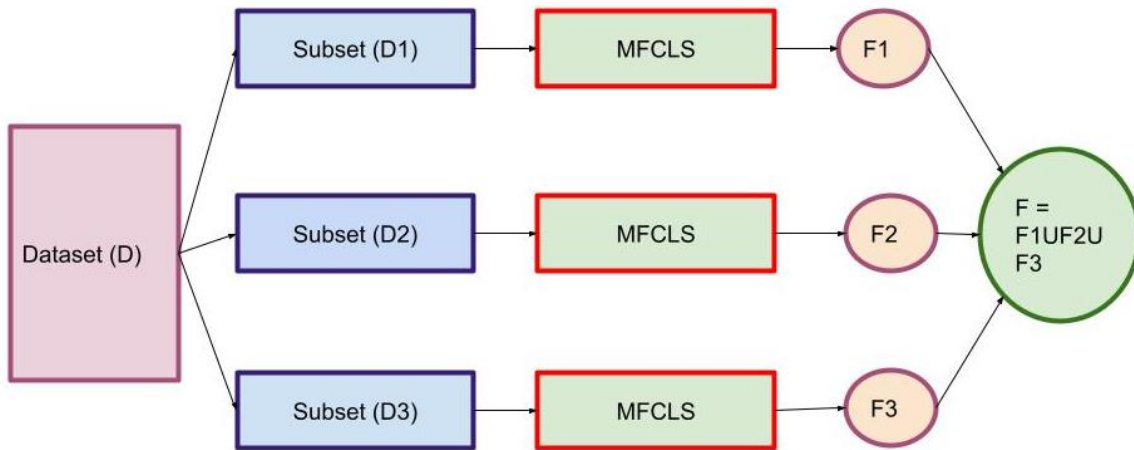 Subset (D1)
MFCLS
F1
Dataset (D)
Subset (D2)
MFCLS
F2
F =
F1UF2U
F3
Subset (D3)
MFCLS
F3